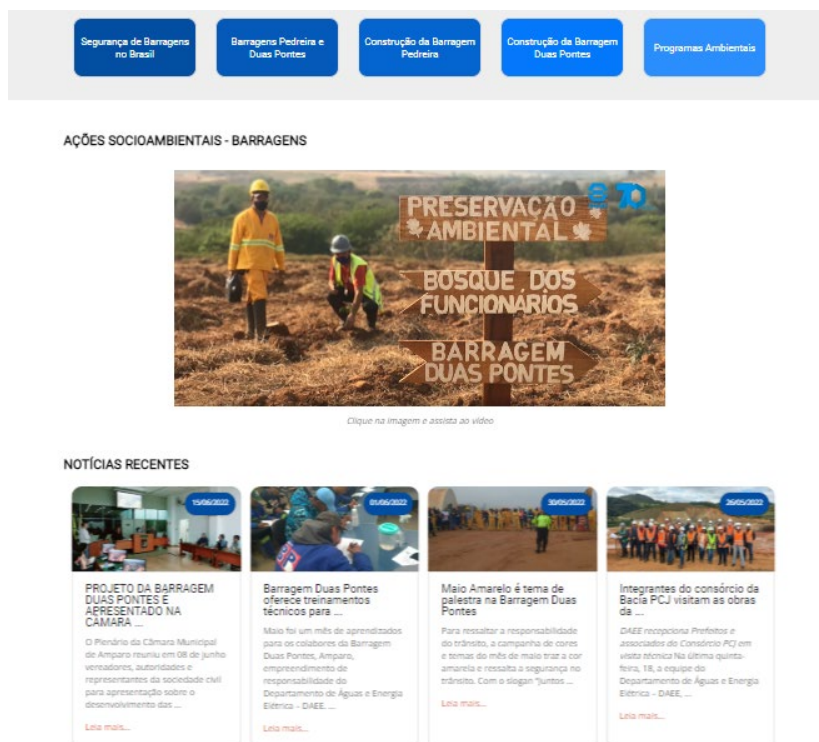 Segurança de Barragens
no Brasil
Barragens Pedreira e
Duas Pontes
Construção da Barragem
Pedreira
Construção da Barragem
Duas Pontes
Programas Ambientais
AÇÕES SOCIOAMBIENTAIS - BARRAGENS
PRESERVAÇÃO
AMBIENTAL
BOSQUE DOS
FUNCIONÁRIOS
BARRAGEM
DUAS PONTES
70
Clique na imagem e assista ao vídeo
NOTÍCIAS RECENTES
15/06/2022
PROJETO DA BARRAGEM
DUAS PONTES É
APRESENTADO NA
CÂMARA ...
O Plenário da Câmara Municipal
de Amparo reuniu em 08 de junho
vereadores, autoridades e
representantes da sociedade civil
para apresentação sobre o
desenvolvimento das ...
Leia mais...
01/06/2022
Barragem Duas Pontes
oferece treinamentos
técnicos para ...
Maio foi um mês de aprendizados
para os colabores da Barragem
Duas Pontes, Amparo,
empreendimento de
responsabilidade do
Departamento de Águas e Energia
Elétrica – DAEE. ...
Leia mais...
30/05/2022
Maio Amarelo é tema de
palestra na Barragem Duas
Pontes
Para ressaltar a responsabilidade
do trânsito, a campanha de cores
e temas do mês de maio traz a cor
amarela e ressalta a segurança no
trânsito. Com o slogan "Juntos ...
Leia mais...
26/05/2022
Integrantes do consórcio da
Bacia PCJ visitam as obras
da ...
DAEE recepciona Prefeitos e
associados do Consórcio PCJ em
visita técnica Na última quinta-
feira, 18, a equipe do
Departamento de Águas e Energia
Elétrica – DAEE, ...
Leia mais...